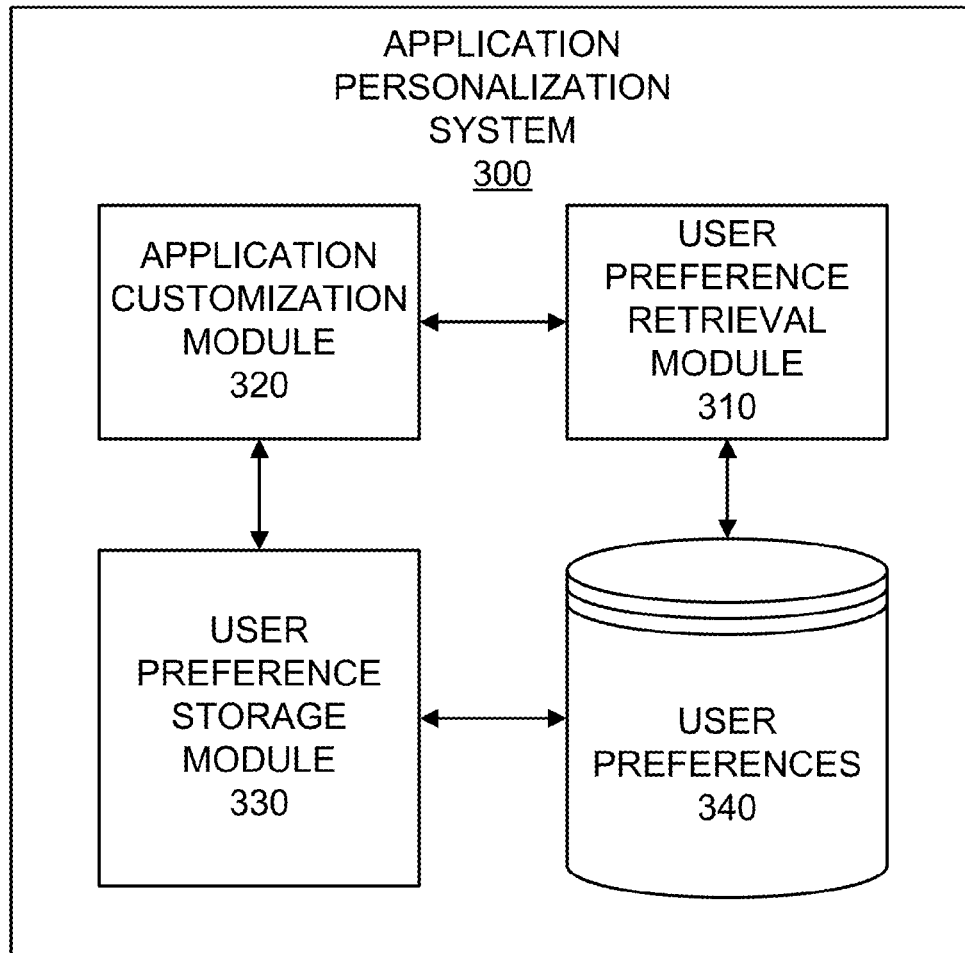 APPLICATION
PERSONALIZATION
SYSTEM
300
APPLICATION
CUSTOMIZATION
MODULE
320
USER
PREFERENCE
RETRIEVAL
MODULE
310
USER
PREFERENCE
STORAGE
MODULE
330
USER
PREFERENCES
340